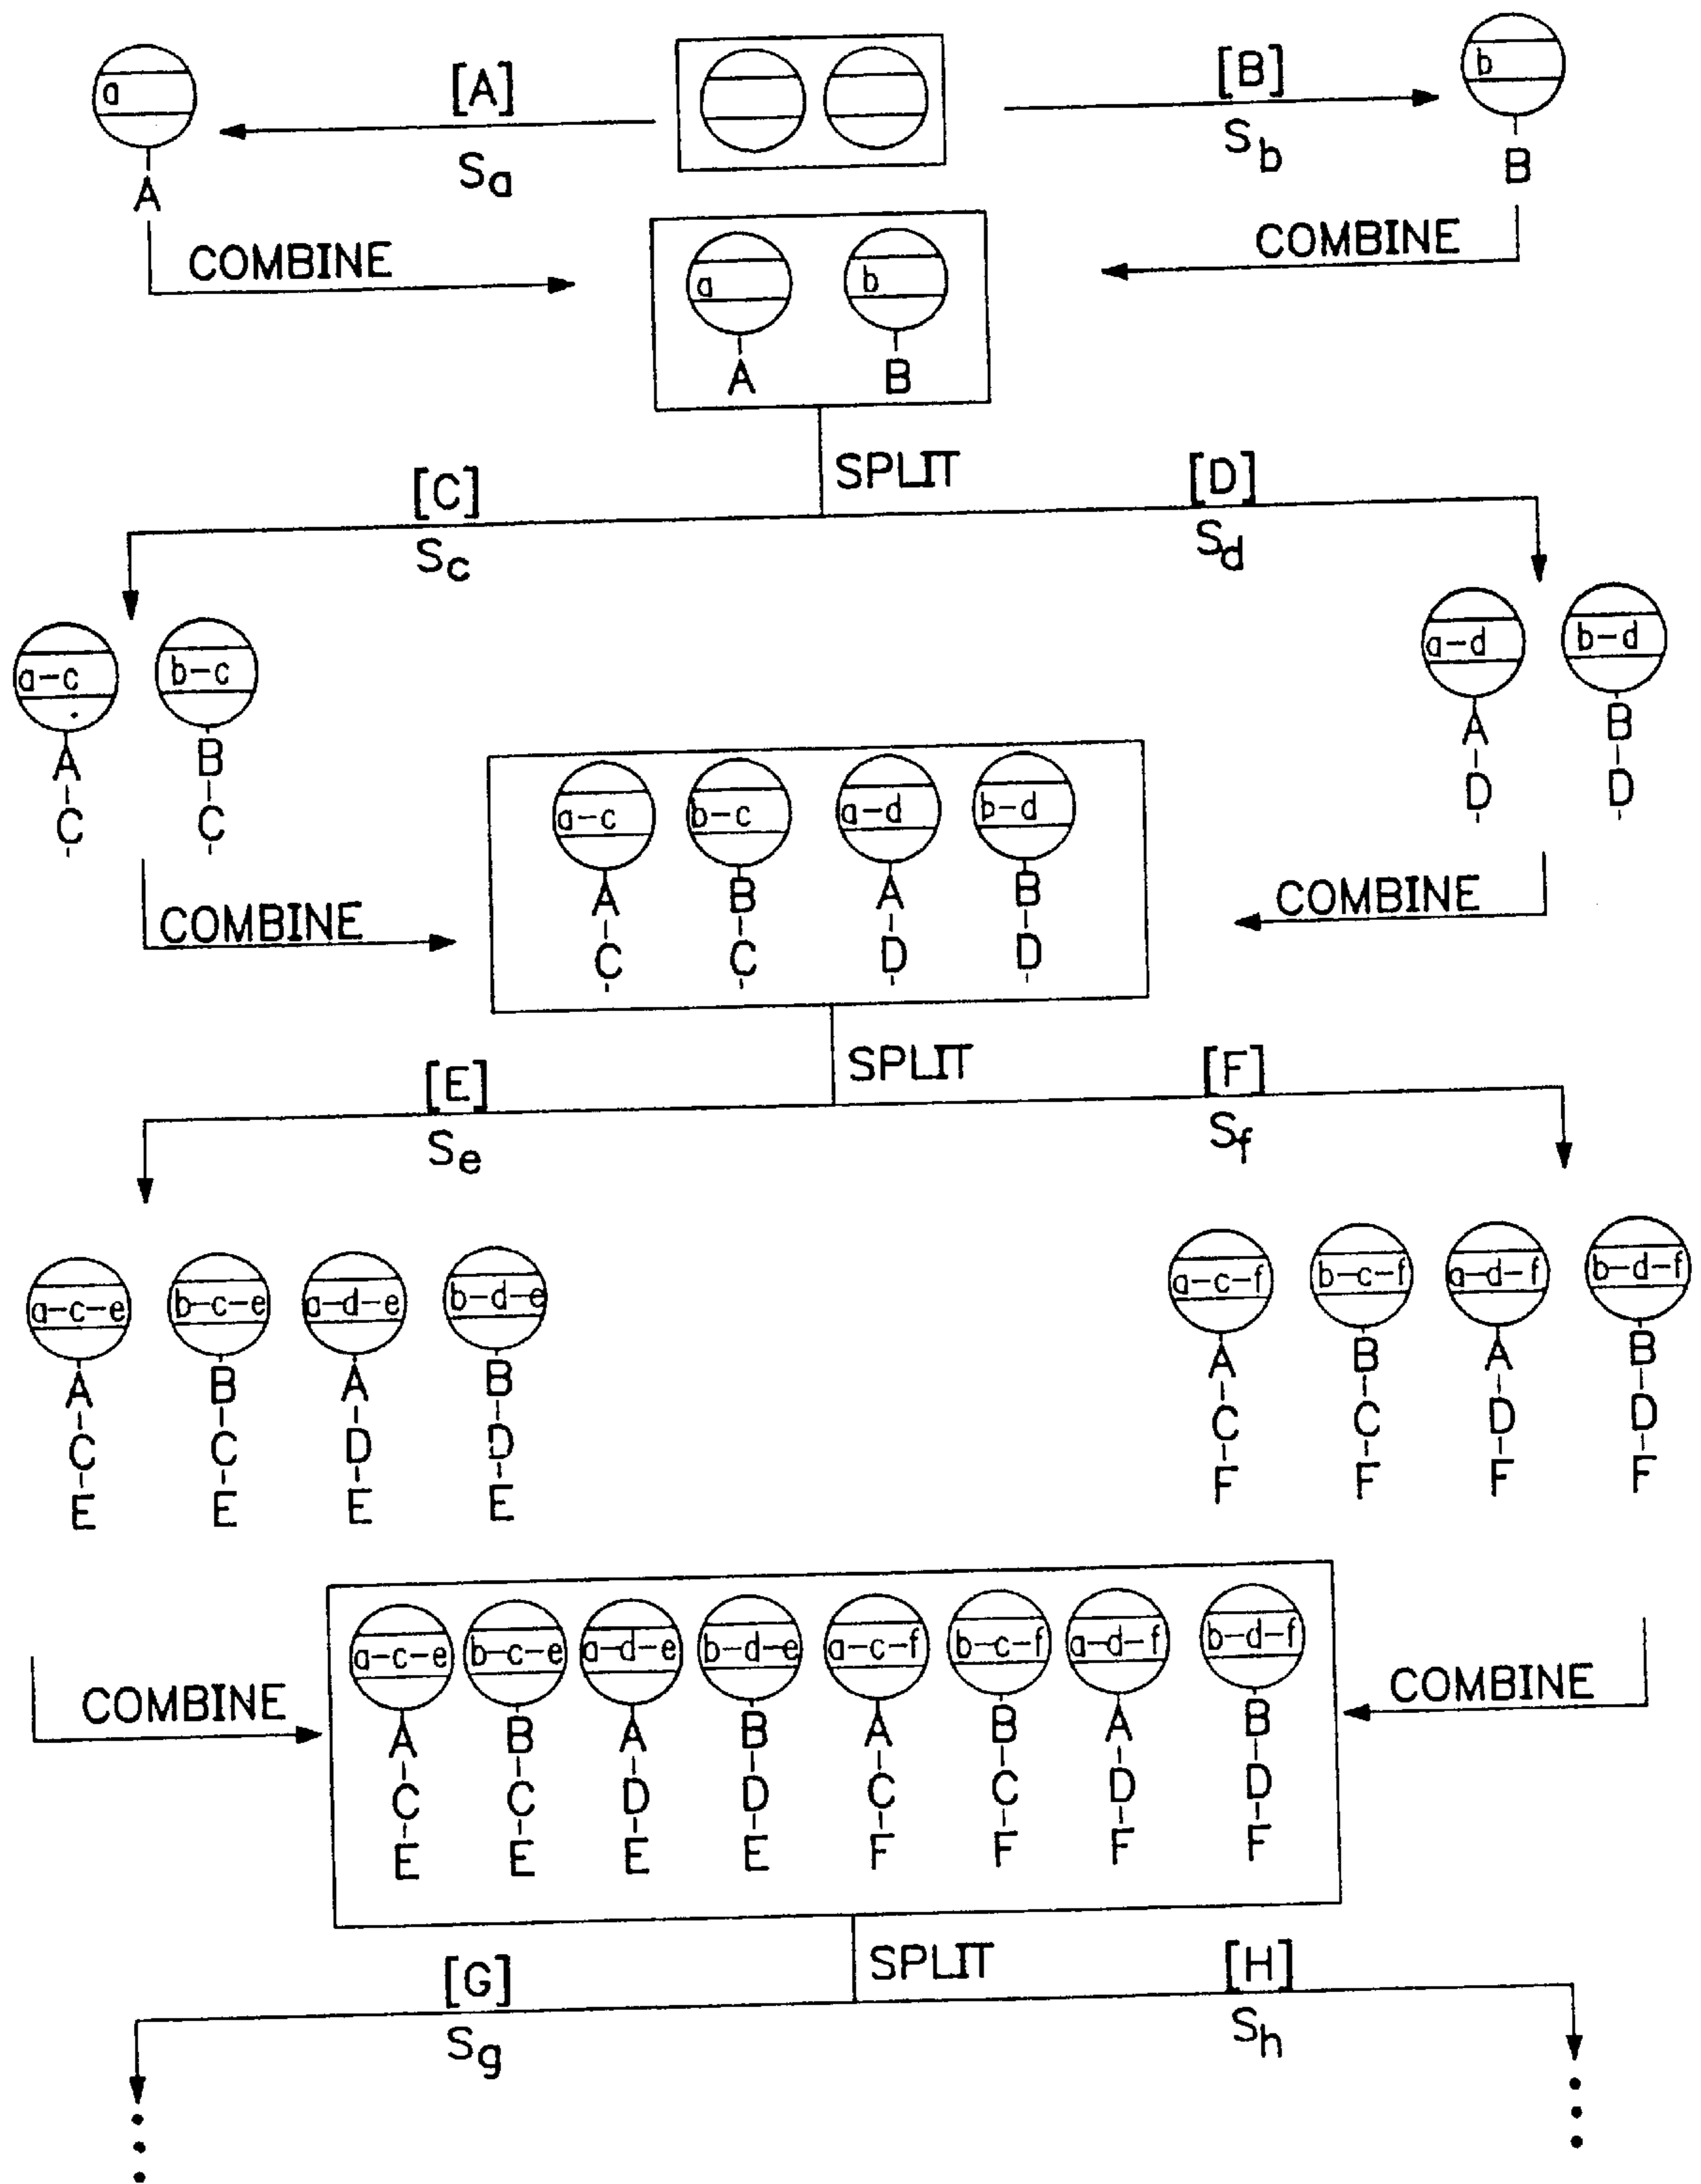 [A] [B]
a b
Sa Sb
A B
COMBINE COMBINE
a b
A B
SPLIT
[C] [D]
Sc Sd
a-c b-c a-d b-d
A B A B
C C D D
a-c b-c a-d b-d
A B A B
C C D D
COMBINE COMBINE
SPLIT
[E] [F]
Se Sf
a-c-e b-c-e a-d-e b-d-e a-c-f b-c-f a-d-f b-d-f
A B A B A B A B
C C D D C C D D
E E E E F F F F
a-c-e b-c-e a-d-e b-d-e a-c-f b-c-f a-d-f b-d-f
COMBINE COMBINE
A B A B A B A B
C C D D C C D D
E E E E F F F F
SPLIT
[G] [H]
Sg Sh